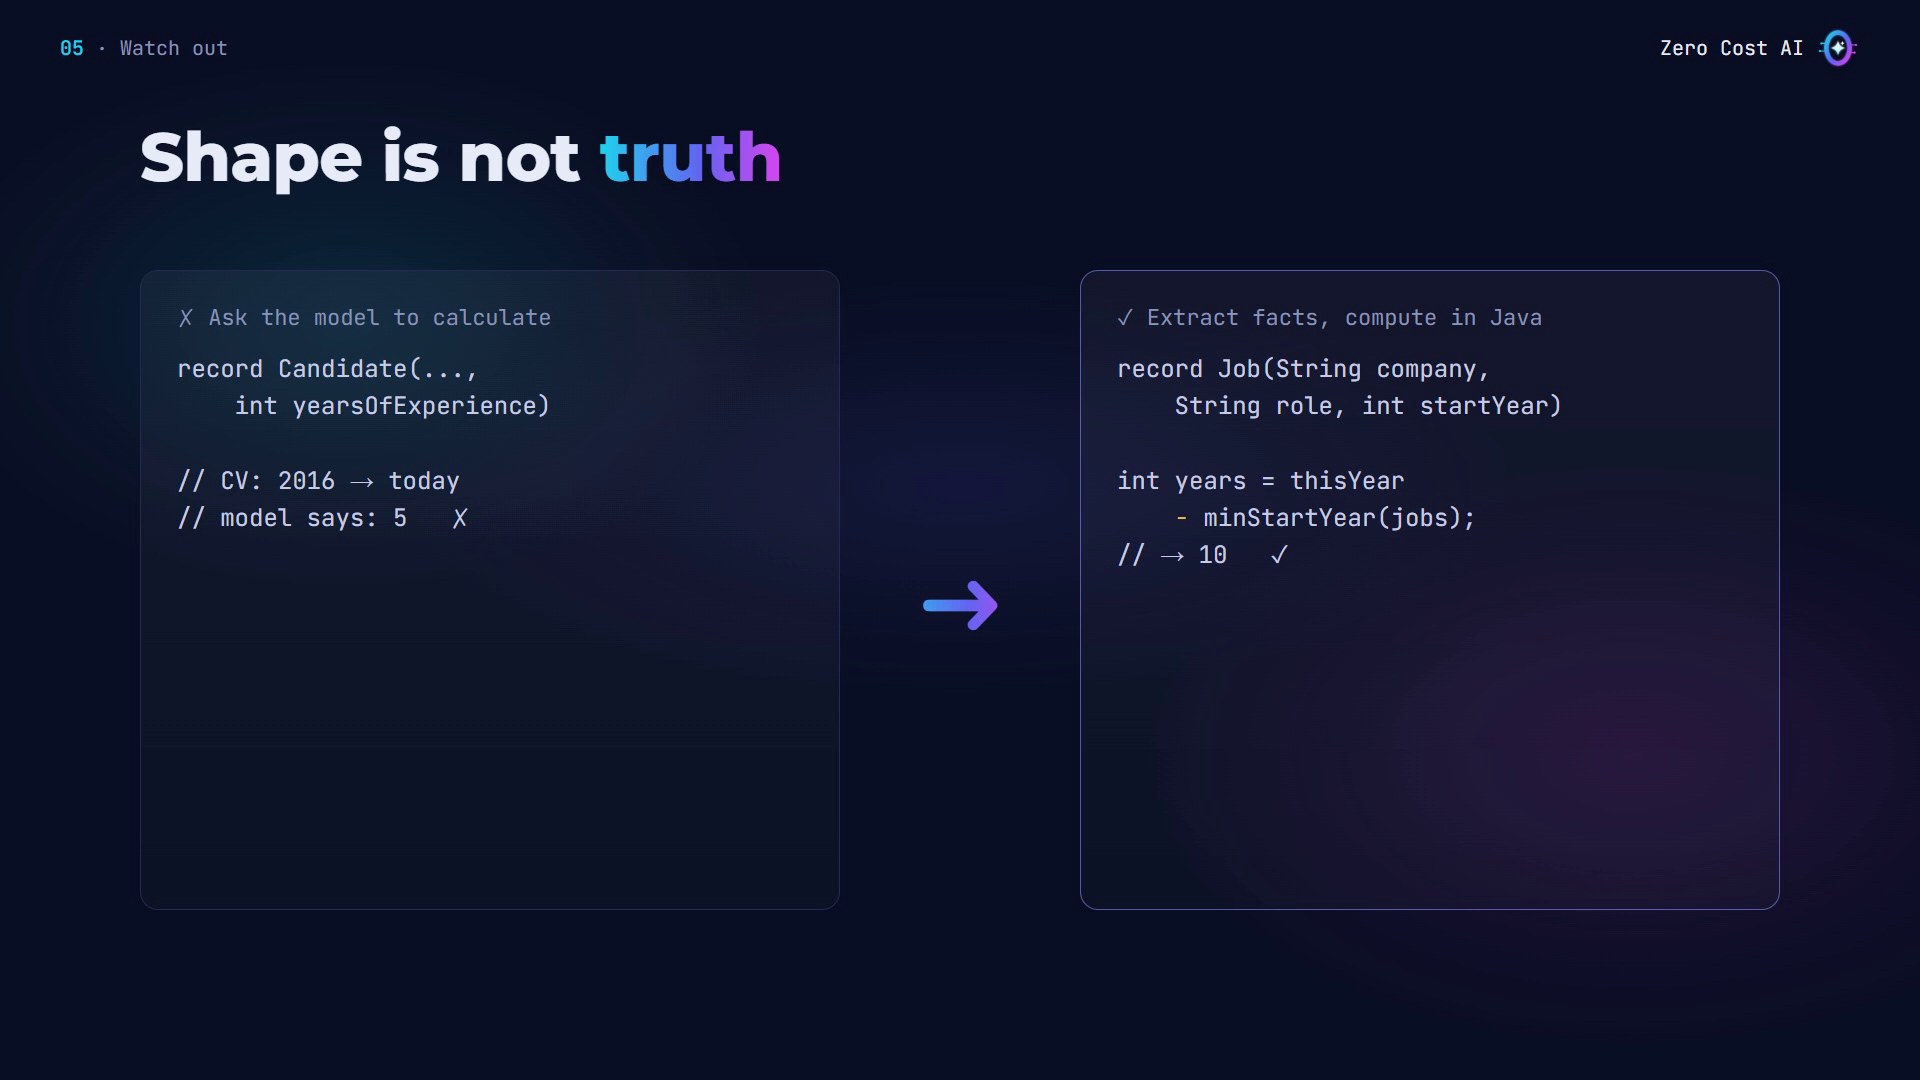 05 · Watch out
Zero Cost AI
Shape is not truth
✗ Ask the model to calculate
record Candidate(...,
    int yearsOfExperience)
// CV: 2016 → today
// model says: 5   ✗
✓ Extract facts, compute in Java
record Job(String company,
    String role, int startYear)
int years = thisYear
    - minStartYear(jobs);
// → 10   ✓